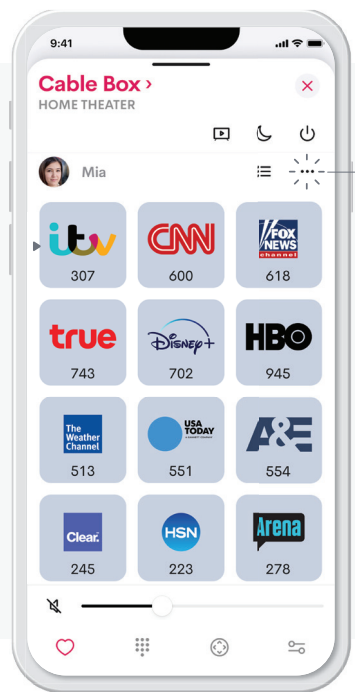 9:41
Cable Box ›
HOME THEATER
Mia
itv
CNN
FOX
NEWS
channel
307
600
618
true
Disney+
HBO
743
702
945
The
Weather
Channel
USA
TODAY
A&E
513
551
554
Clear.
HSN
Arena
245
223
278